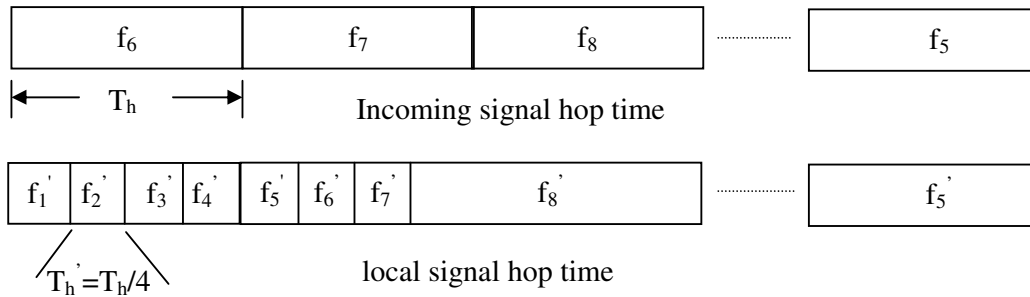 f₆ f₇ f₈ f₅
Tₕ
Incoming signal hop time
f₁' f₂’ f₃’ f₄’ f₅' f₆’ f₇’ f₈’ f₅’
Tₕ’=Tₕ/4
local signal hop time